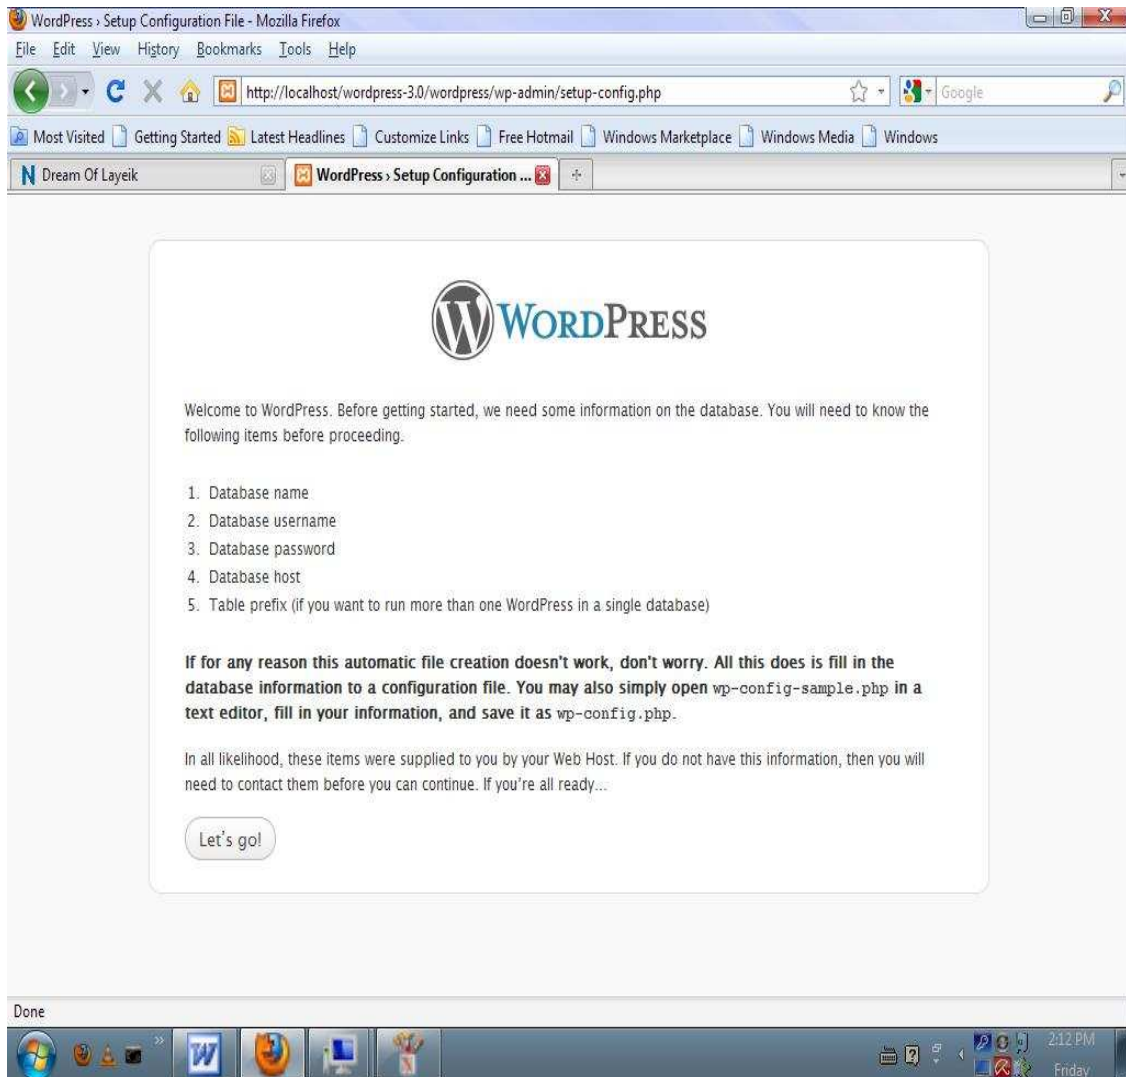 WordPress › Setup Configuration File - Mozilla Firefox
File Edit View History Bookmarks Tools Help
http://localhost/wordpress-3.0/wordpress/wp-admin/setup-config.php
Google
Most Visited Getting Started Latest Headlines Customize Links Free Hotmail Windows Marketplace Windows Media Windows
Dream Of Layeik
WordPress › Setup Configuration ...
WORDPRESS
Welcome to WordPress. Before getting started, we need some information on the database. You will need to know the
following items before proceeding.
1. Database name
2. Database username
3. Database password
4. Database host
5. Table prefix (if you want to run more than one WordPress in a single database)
If for any reason this automatic file creation doesn't work, don't worry. All this does is fill in the
database information to a configuration file. You may also simply open wp-config-sample.php in a
text editor, fill in your information, and save it as wp-config.php.
In all likelihood, these items were supplied to you by your Web Host. If you do not have this information, then you will
need to contact them before you can continue. If you're all ready...
Let's go!
Done
2:12 PM
Friday